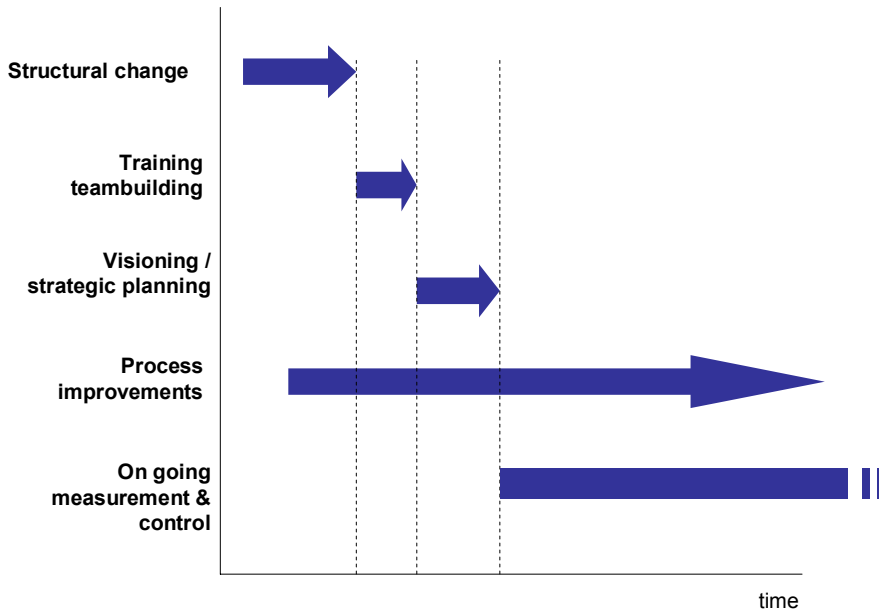 Structural change
Training
teambuilding
Visioning /
strategic planning
Process
improvements
On going
measurement &
control
time